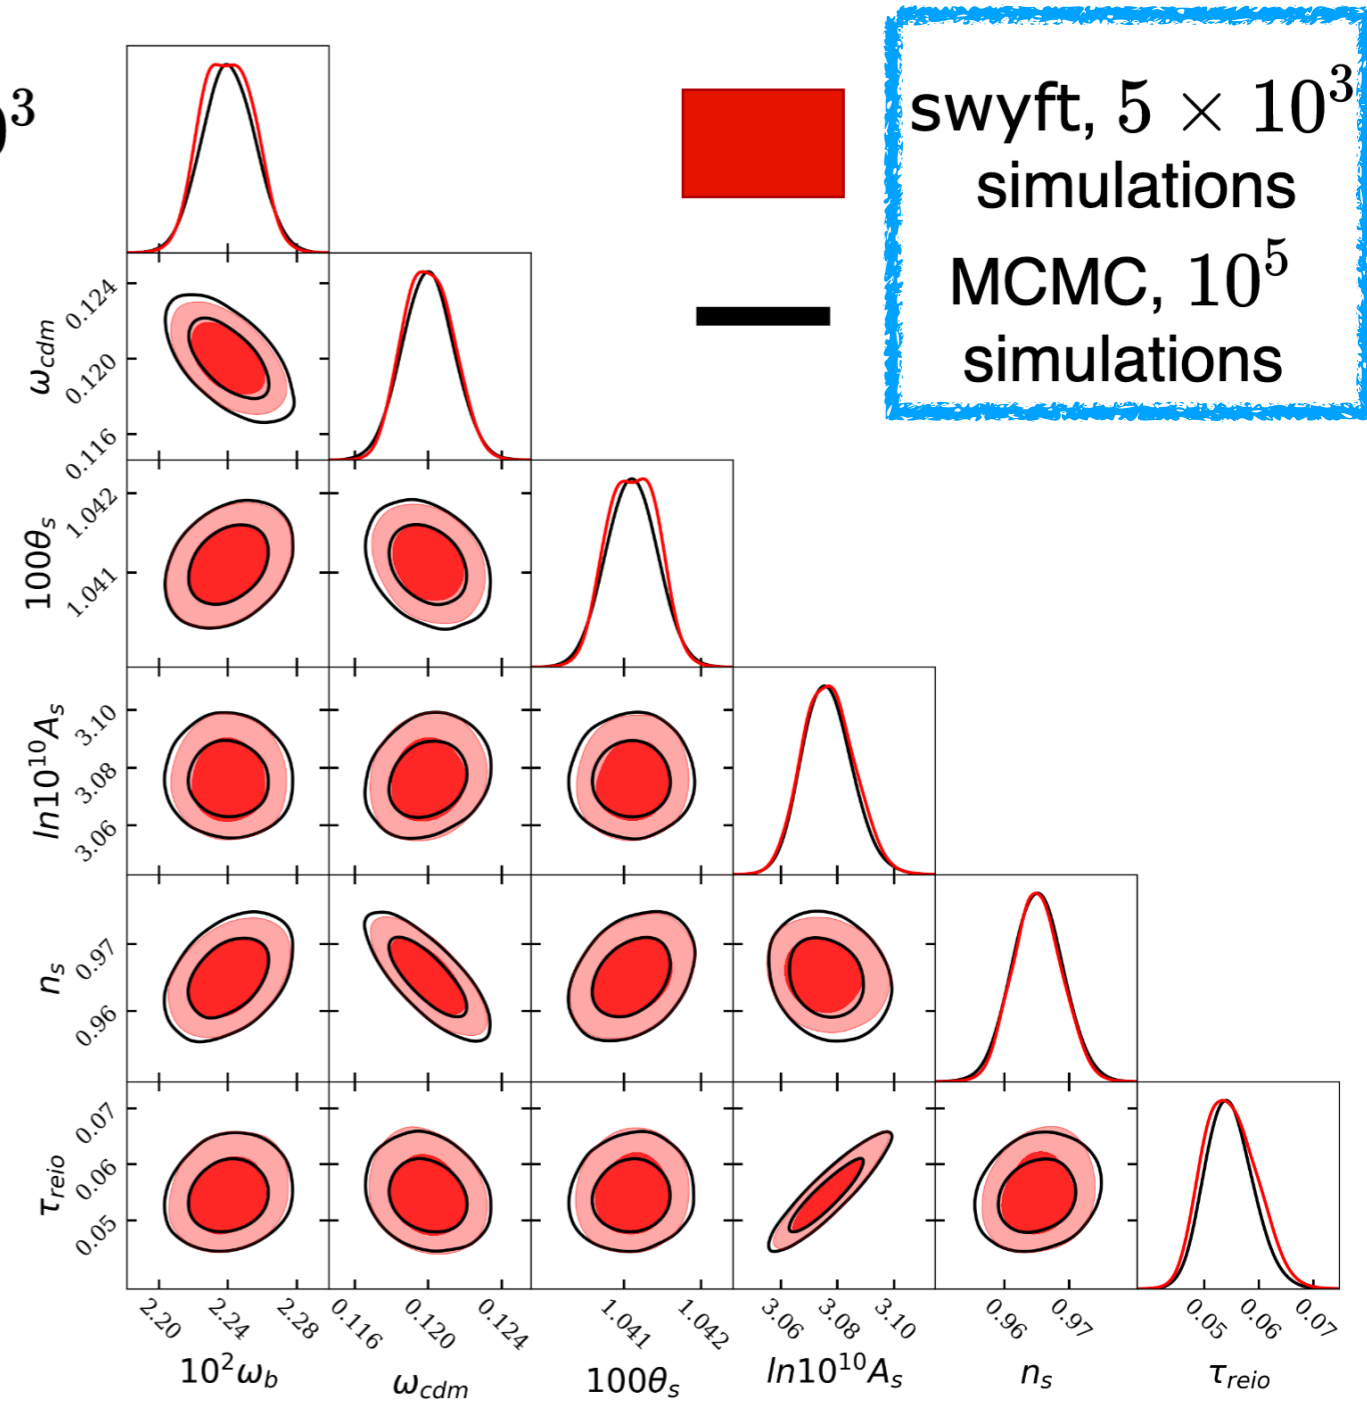 )³
swyft, 5 × 10³
simulations
MCMC, 10⁵
simulations
ω_cdm
0.124
0.120
0.116
100θ_s
1.042
1.041
ln10¹⁰A_s
3.10
3.08
3.06
n_s
0.97
0.96
τ_reio
0.07
0.06
0.05
2.20 2.24 2.28 0.116 0.120 0.124 1.041 1.042 3.06 3.08 3.10 0.96 0.97 0.05 0.06 0.07
10²ω_b ω_cdm 100θ_s ln10¹⁰A_s n_s τ_reio